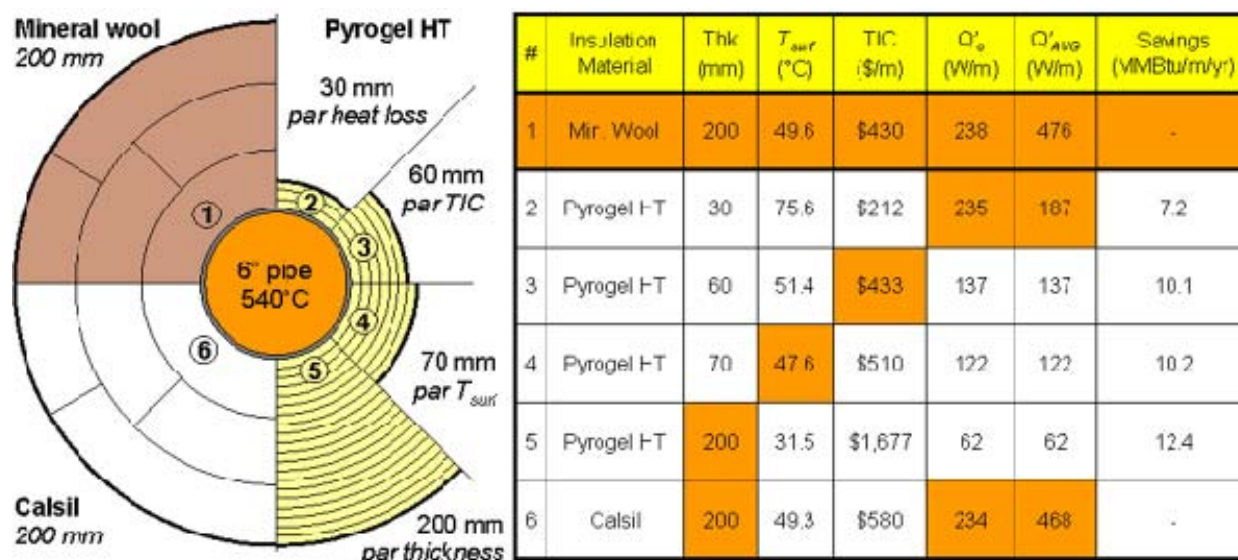 Mineral wool
200 mm
Pyrogel HT
30 mm
par heat loss
60 mm
par TIC
1
2
3
4
5
6
6" pipe
540°C
70 mm
par Tsurf
Calsil
200 mm
200 mm
par thickness
# Insulation Material Thk (mm) Tsurf (°C) TIC ($/m) Q'o (W/m) Q'AVG (W/m) Savings (MMBtu/m/yr)
1 Min. Wool 200 49.6 $430 238 476 -
2 Pyrogel HT 30 75.6 $212 235 187 7.2
3 Pyrogel HT 60 51.4 $433 137 137 10.1
4 Pyrogel HT 70 47.6 $510 122 122 10.2
5 Pyrogel HT 200 31.5 $1,677 62 62 12.4
6 Calsil 200 49.3 $580 234 468 -